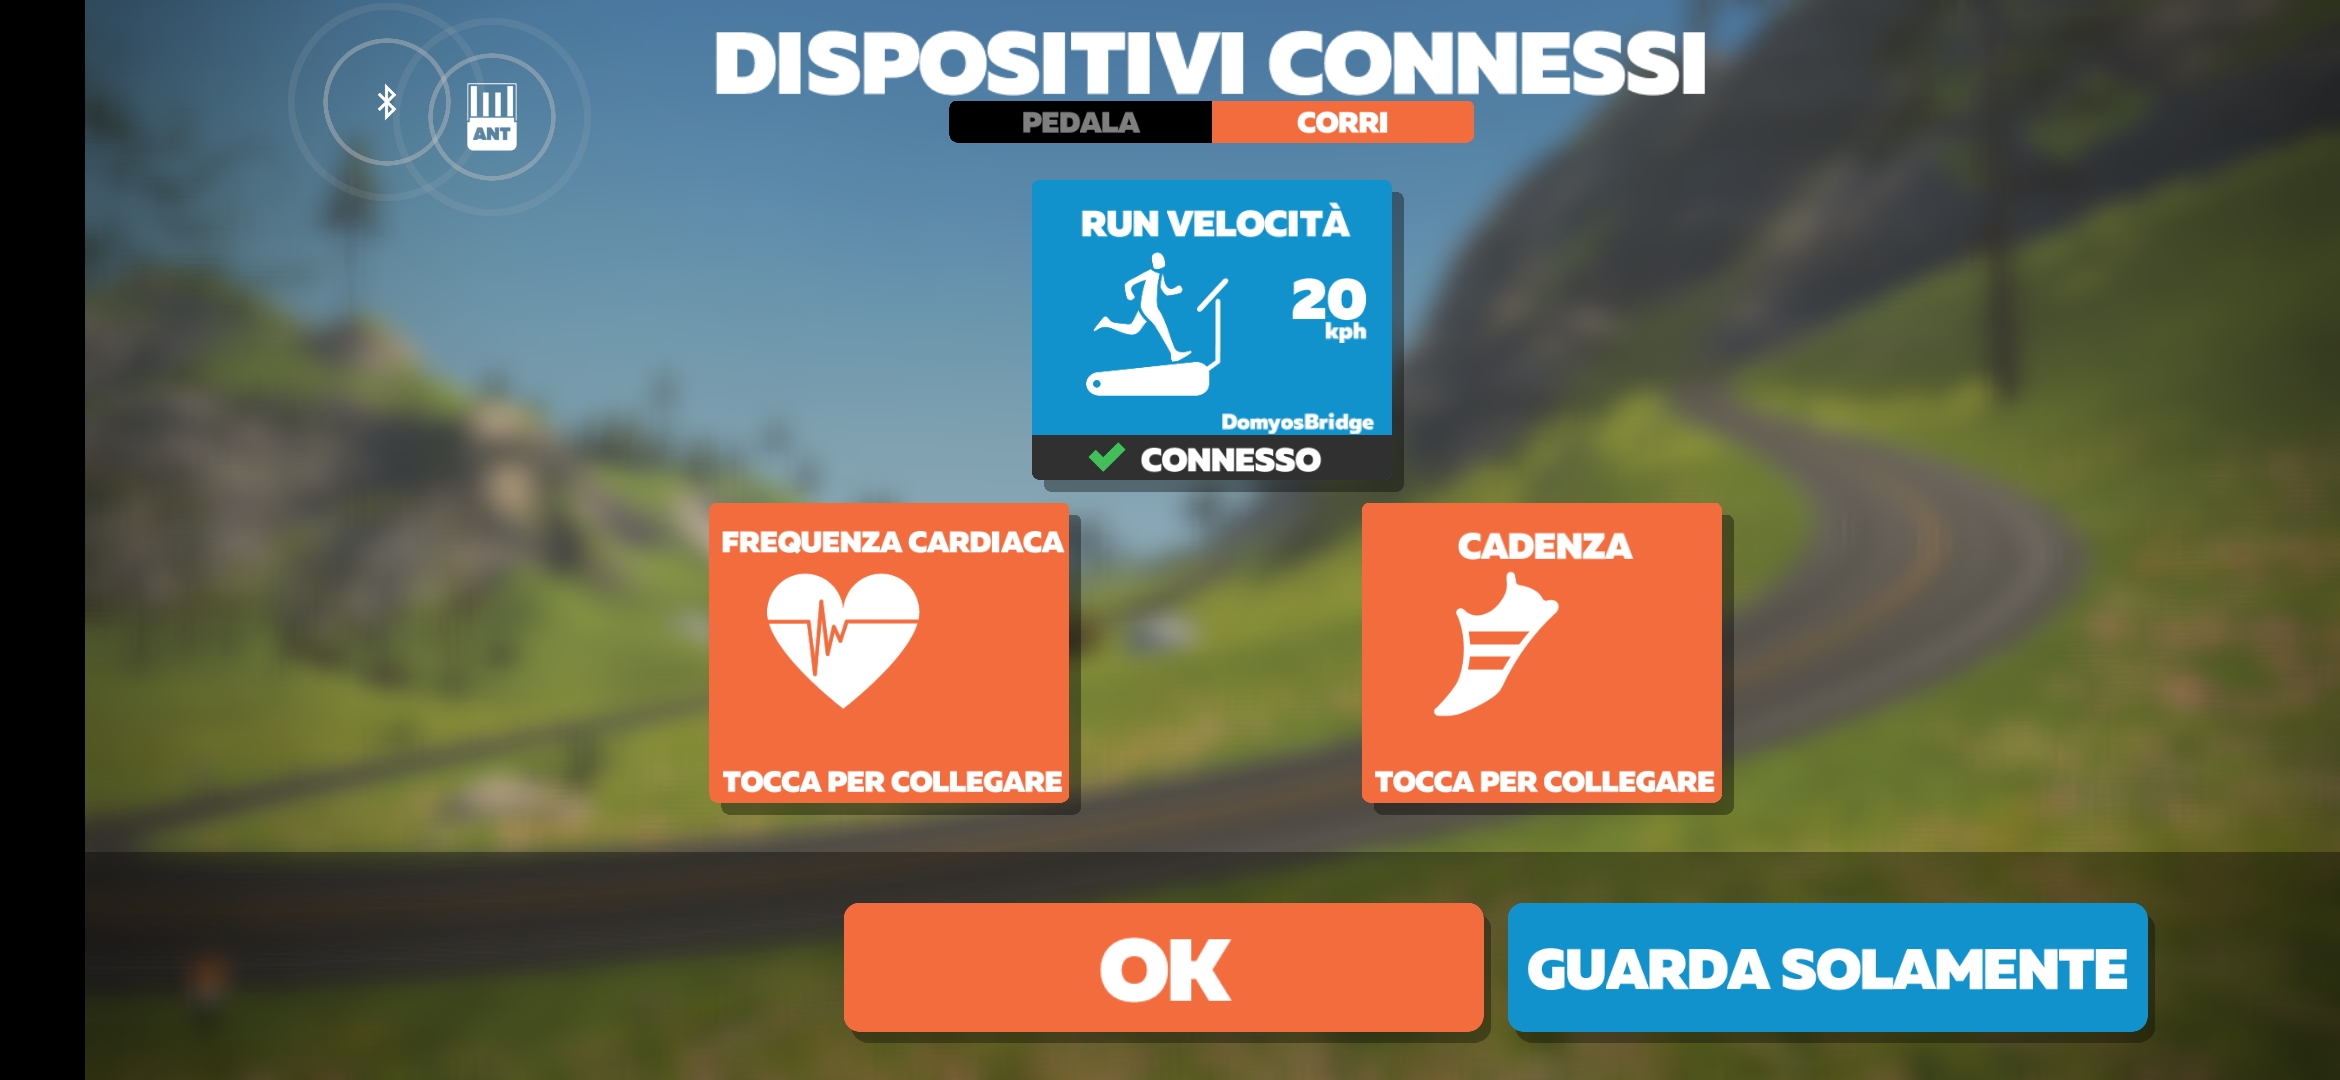 DISPOSITIVI CONNESSI
ANT
PEDALA
CORRI
RUN VELOCITÀ
20
kph
DomyosBridge
CONNESSO
FREQUENZA CARDIACA
TOCCA PER COLLEGARE
CADENZA
TOCCA PER COLLEGARE
OK
GUARDA SOLAMENTE